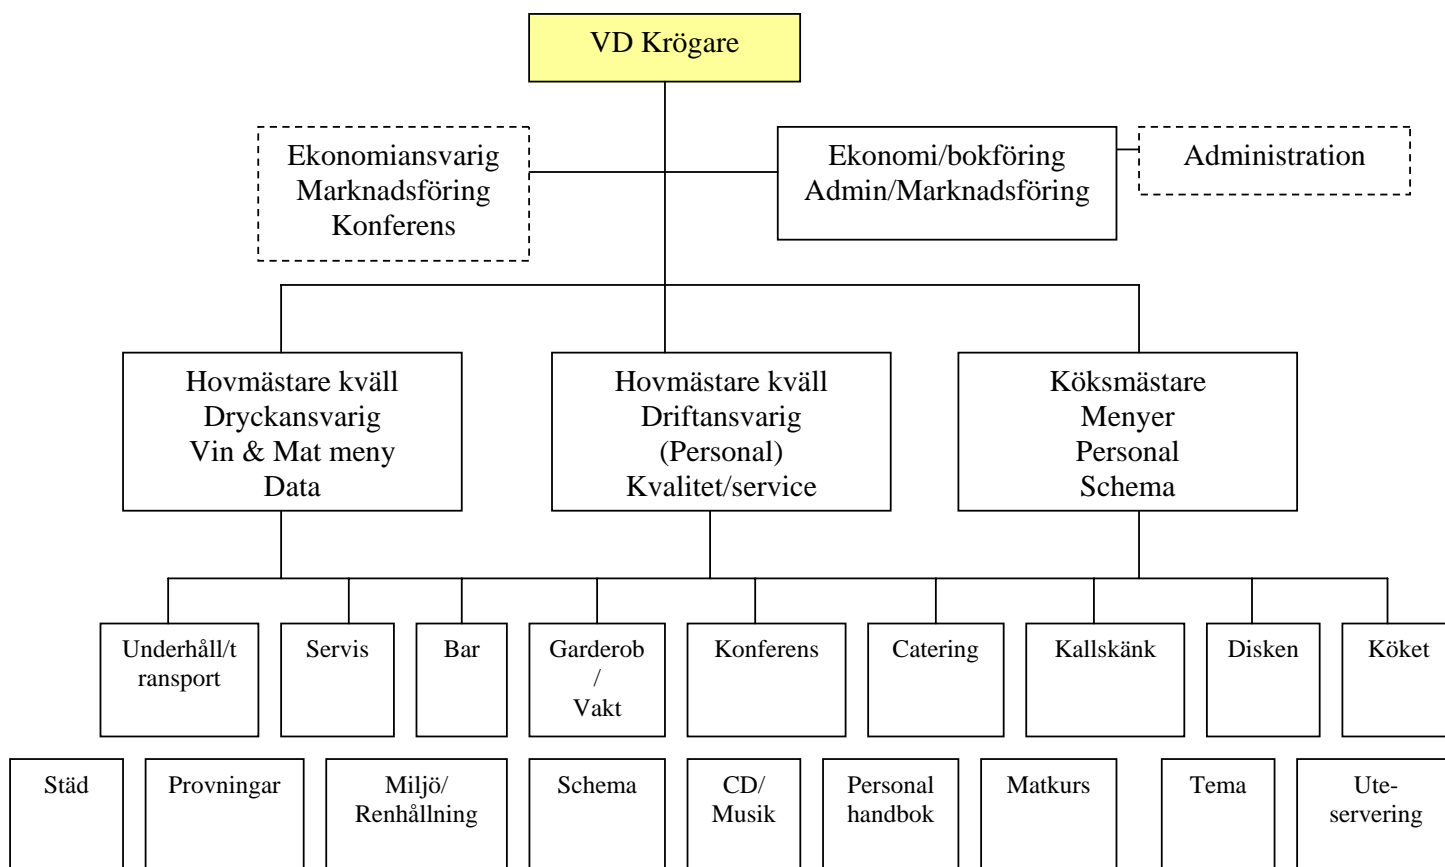 VD Krögare
Ekonomiansvarig
Marknadsföring
Konferens
Ekonomi/bokföring
Admin/Marknadsföring
Administration
Hovmästare kväll
Dryckansvarig
Vin & Mat meny
Data
Hovmästare kväll
Driftansvarig
(Personal)
Kvalitet/service
Köksmästare
Menyer
Personal
Schema
Underhåll/t
ransport
Servis
Bar
Garderob
/
Vakt
Konferens
Catering
Kallskänk
Disken
Köket
Städ
Provningar
Miljö/
Renhållning
Schema
CD/
Musik
Personal
handbok
Matkurs
Tema
Ute-
servering